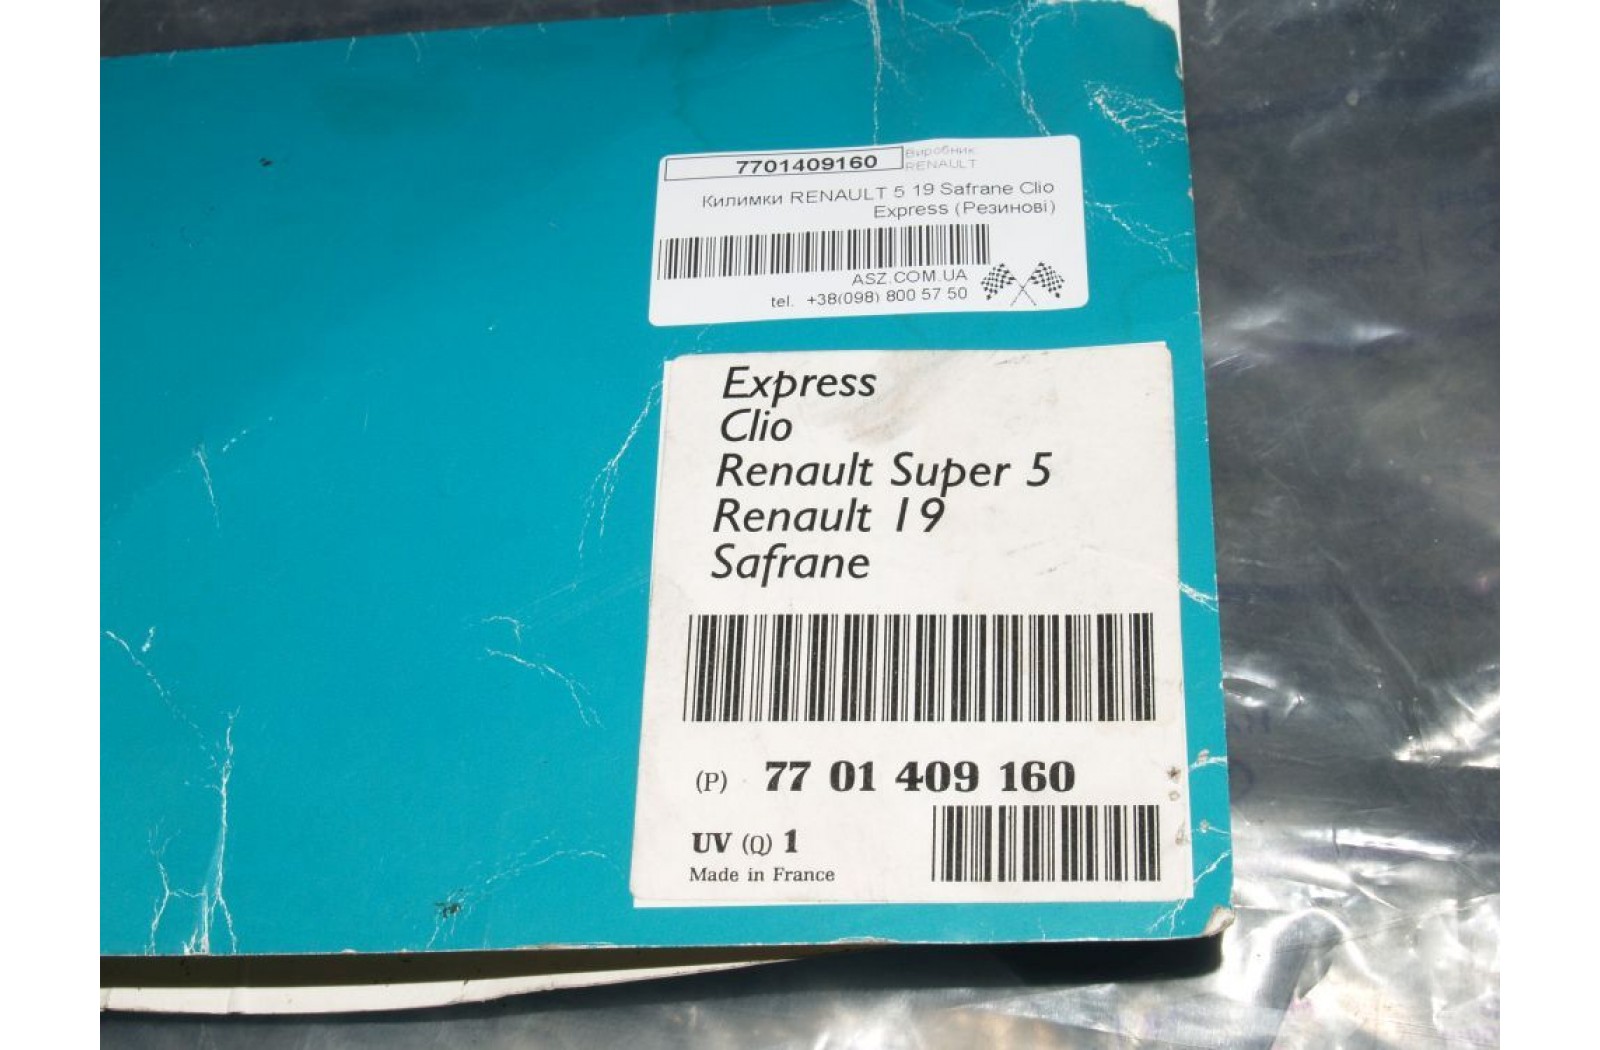 7701409160
Виробник:
RENAULT
Килимки RENAULT 5 19 Safrane Clio
Express (Резинові)
ASZ.COM.UA
tel. +38(098) 800 57 50
Express
Clio
Renault Super 5
Renault 19
Safrane
(P) 77 01 409 160
UV (Q) 1
Made in France